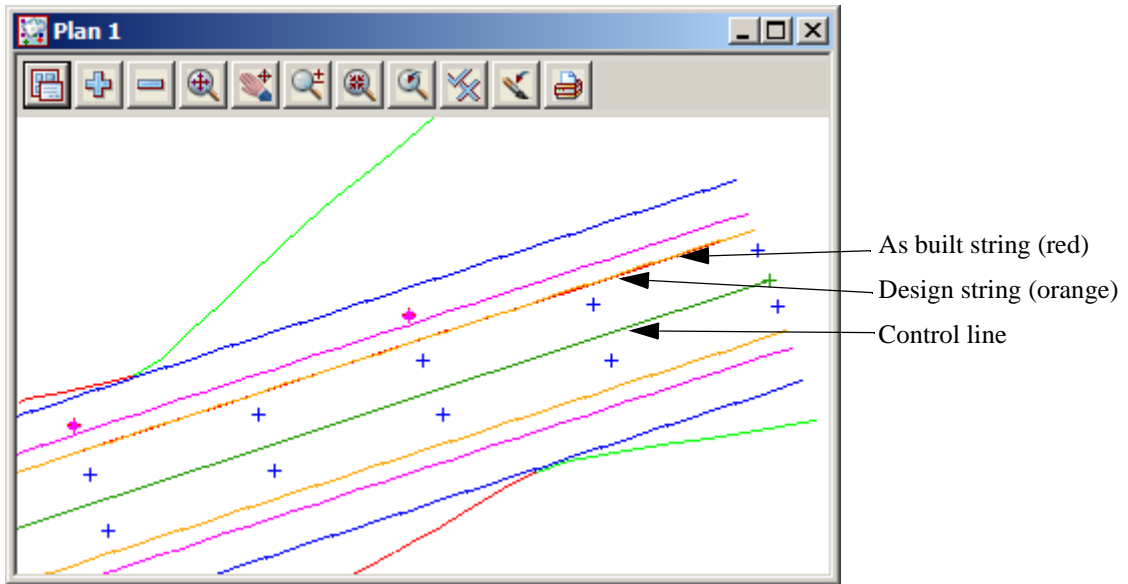 Plan 1
As built string (red)
Design string (orange)
Control line